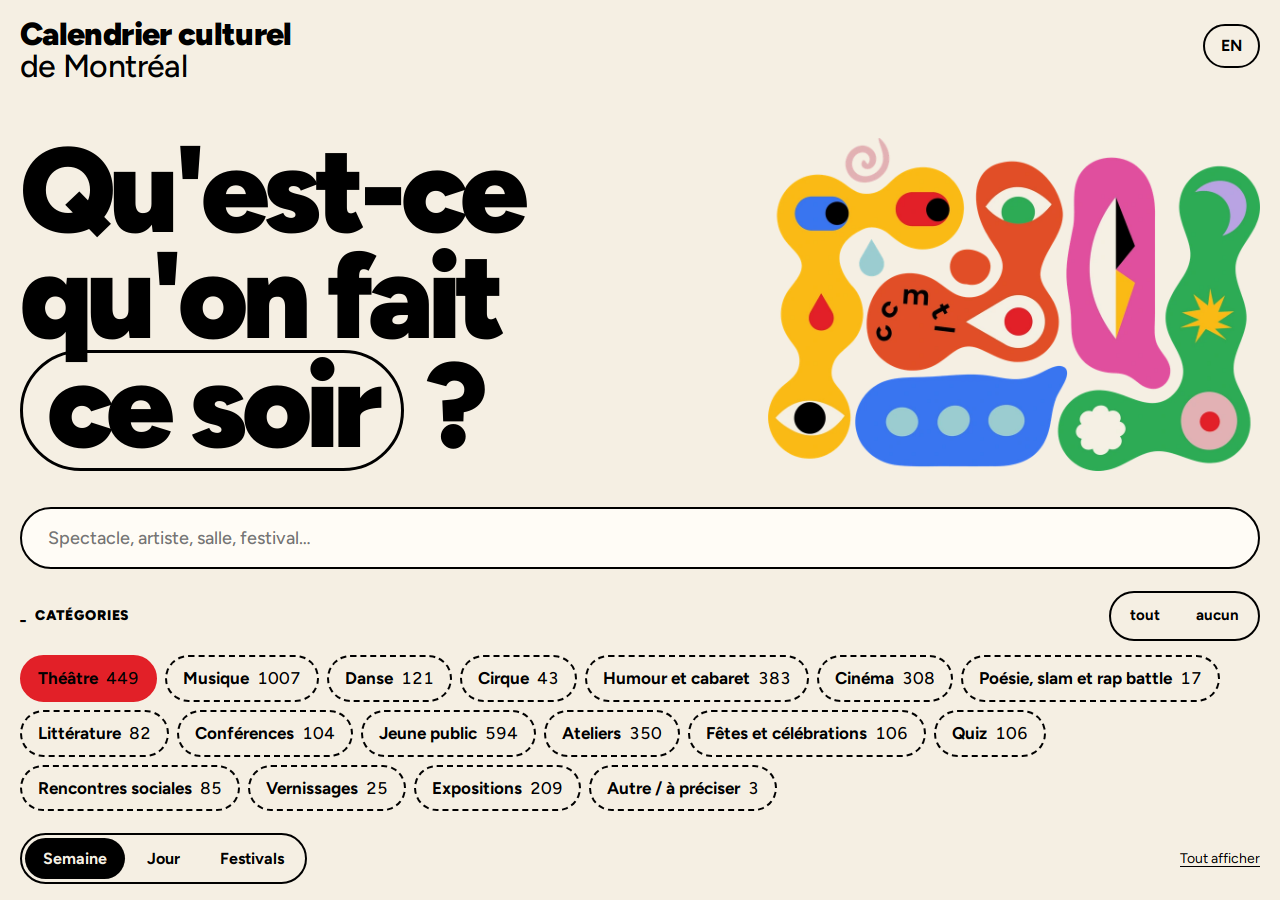 Calendrier culturel
de Montréal
EN
Qu'est-ce
qu'on fait
ce soir ?
ccmtl
Spectacle, artiste, salle, festival...
CATÉGORIES
tout aucun
Théâtre 449 Musique 1007 Danse 121 Cirque 43 Humour et cabaret 383 Cinéma 308 Poésie, slam et rap battle 17
Littérature 82 Conférences 104 Jeune public 594 Ateliers 350 Fêtes et célébrations 106 Quiz 106
Rencontres sociales 85 Vernissages 25 Expositions 209 Autre / à préciser 3
Semaine Jour Festivals Tout afficher